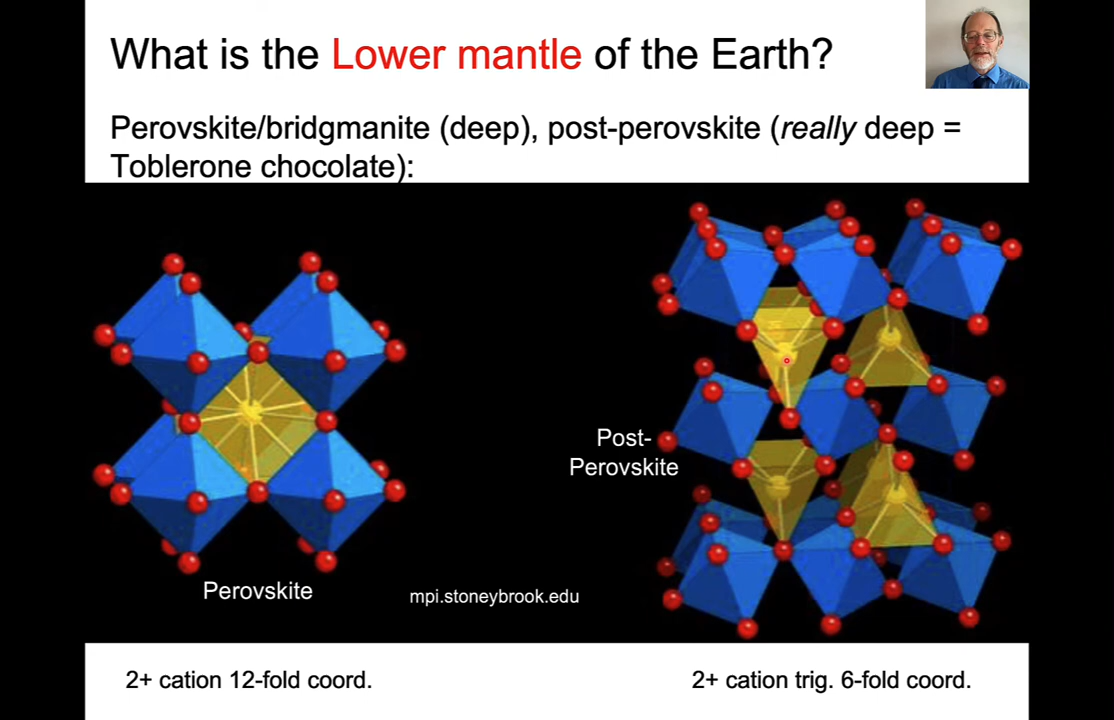 What is the Lower mantle of the Earth?
Perovskite/bridgmanite (deep), post-perovskite (really deep =
Toblerone chocolate):
Post-
Perovskite
Perovskite
mpi.stoneybrook.edu
2+ cation 12-fold coord.
2+ cation trig. 6-fold coord.